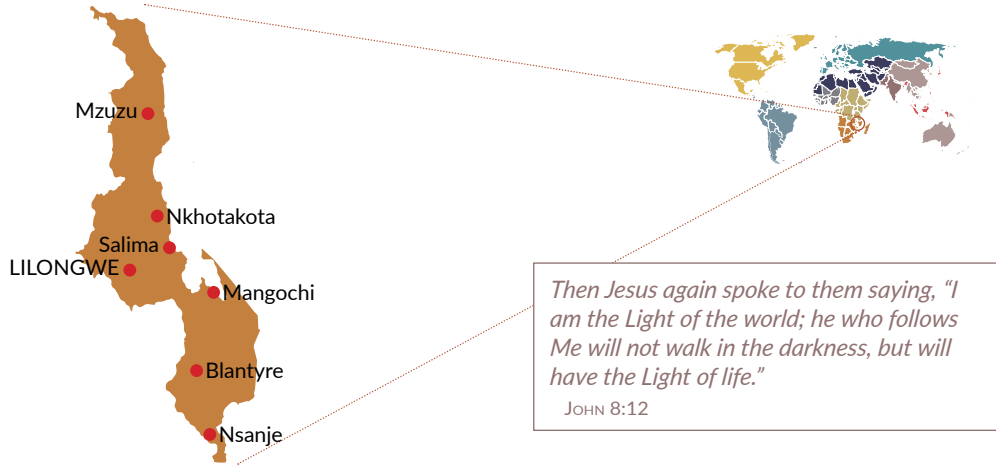 Mzuzu
Nkhotakota
Salima
LILONGWE
Mangochi
Blantyre
Nsanje
Then Jesus again spoke to them saying, “I
am the Light of the world; he who follows
Me will not walk in the darkness, but will
have the Light of life.”
John 8:12